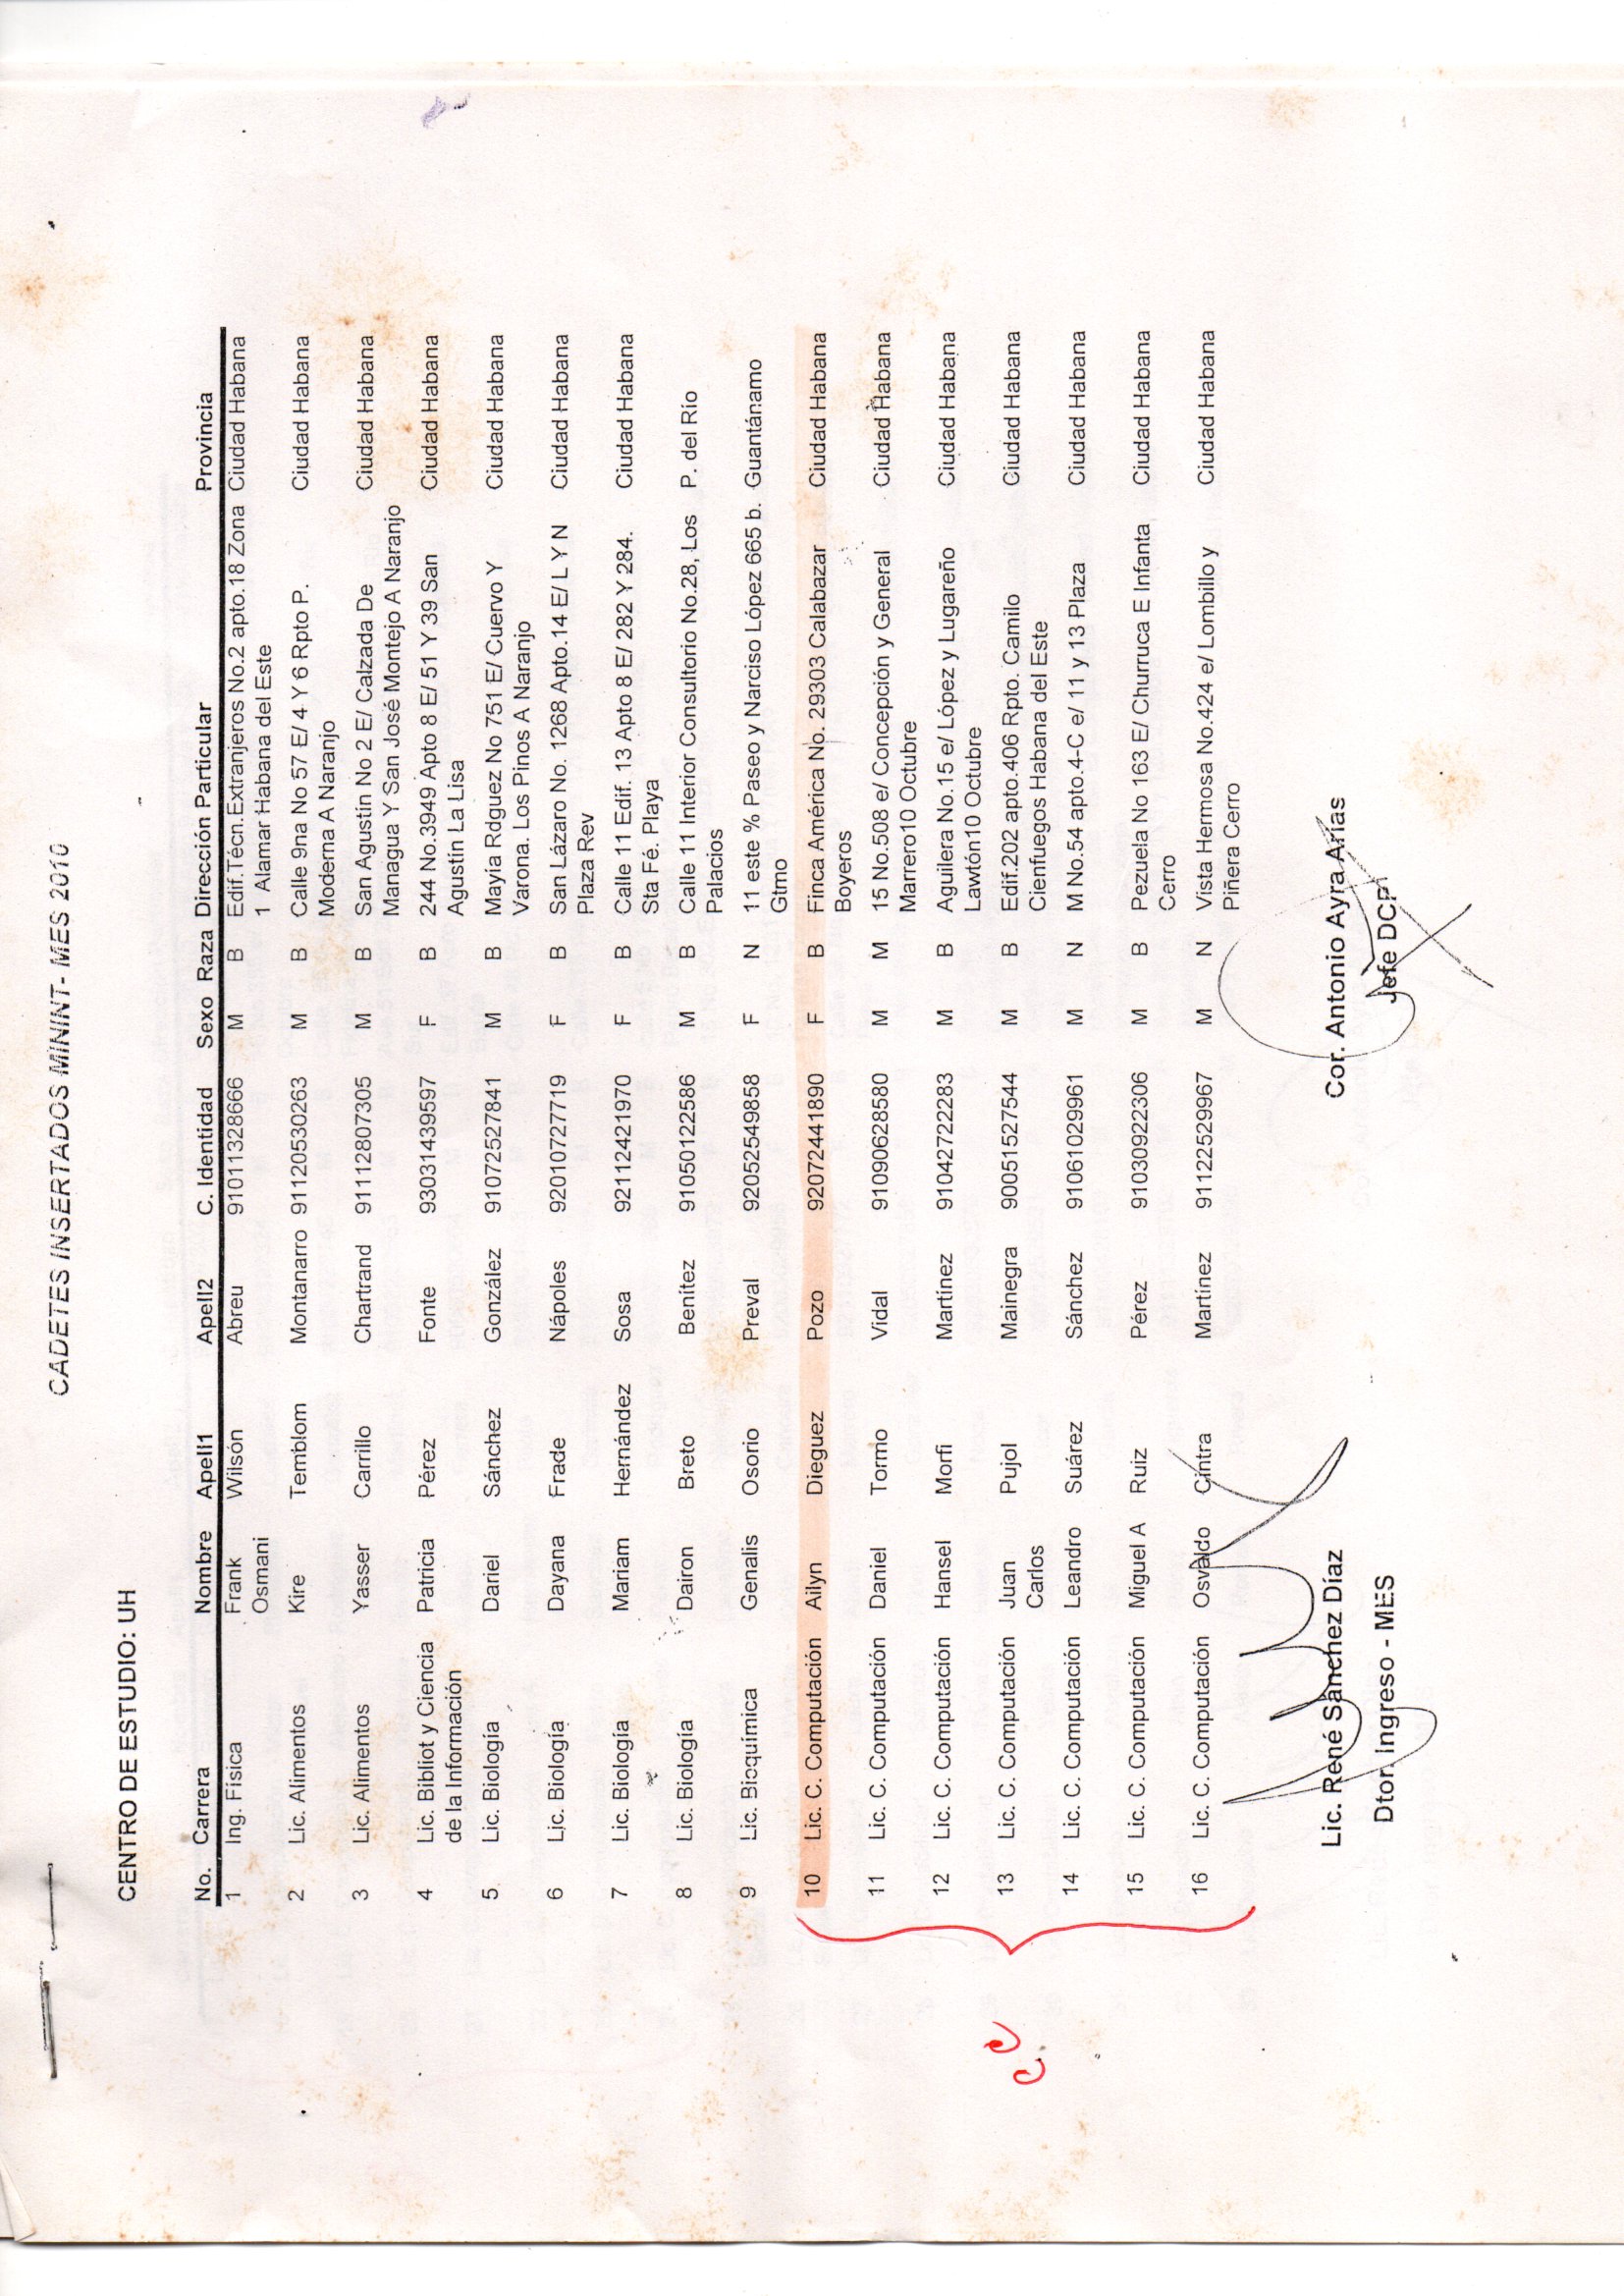 CADETES INSERTADOS MININT- MES 2010
CENTRO DE ESTUDIO: UH
No. Carrera Nombre Apell1 Apell2 C. Identidad Sexo Raza Dirección Particular Provincia
1 Ing. Física Frank Wilsón Abreu 91011328666 M B Edif.Técn.Extranjeros No.2 apto.18 Zona Ciudad Habana
Osmani 1 Alamar Habana del Este
2 Lic. Alimentos Kire Temblom Montanarro 91120530263 M B Calle 9na No 57 E/ 4 Y 6 Rpto P. Ciudad Habana
Moderna A Naranjo
3 Lic. Alimentos Yasser Carrillo Chartrand 91112807305 M B San Agustín No 2 E/ Calzada De Ciudad Habana
Managua Y San José Montejo A Naranjo
4 Lic. Bibliot y Ciencia Patricia Pérez Fonte 93031439597 F B 244 No.3949 Apto 8 E/ 51 Y 39 San Ciudad Habana
de la Información Agustín La Lisa
5 Lic. Biología Dariel Sánchez González 91072527841 M B Mayía Rdguez No 751 E/ Cuervo Y Ciudad Habana
Varona. Los Pinos A Naranjo
6 Lic. Biología Dayana Frade Nápoles 92010727719 F B San Lázaro No. 1268 Apto.14 E/ L Y N Ciudad Habana
Plaza Rev
7 Lic. Biología Mariam Hernández Sosa 92112421970 F B Calle 11 Edif. 13 Apto 8 E/ 282 Y 284. Ciudad Habana
Sta Fé. Playa
8 Lic. Biología Dairon Breto Benítez 91050122586 M B Calle 11 Interior Consultorio No.28, Los P. del Río
Palacios
9 Lic. Bioquímica Genalis Osorio Preval 92052549858 F N 11 este % Paseo y Narciso López 665 b. Guantánamo
Gtmo
10 Lic. C. Computación Ailyn Dieguez Pozo 92072441890 F B Finca América No. 29303 Calabazar Ciudad Habana
Boyeros
11 Lic. C. Computación Daniel Tormo Vidal 91090628580 M M 15 No.508 e/ Concepción y General Ciudad Habana
Marrero10 Octubre
12 Lic. C. Computación Hansel Morfi Martínez 91042722283 M B Aguilera No.15 e/ López y Lugareño Ciudad Habana
Lawtón10 Octubre
CC
13 Lic. C. Computación Juan Pujol Mainegra 90051527544 M B Edif.202 apto.406 Rpto. Camilo Ciudad Habana
Carlos Cienfuegos Habana del Este
14 Lic. C. Computación Leandro Suárez Sánchez 91061029961 M N M No.54 apto.4-C e/ 11 y 13 Plaza Ciudad Habana
15 Lic. C. Computación Miguel A Ruiz Pérez 91030922306 M B Pezuela No 163 E/ Churruca E Infanta Ciudad Habana
Cerro
16 Lic. C. Computación Osvaldo Cintra Martínez 91122529967 M N Vista Hermosa No.424 e/ Lombillo y Ciudad Habana
Piñera Cerro
Lic. René Sánchez Díaz Cor. Antonio Ayra Arias
Dtor. Ingreso - MES Jefe DCP